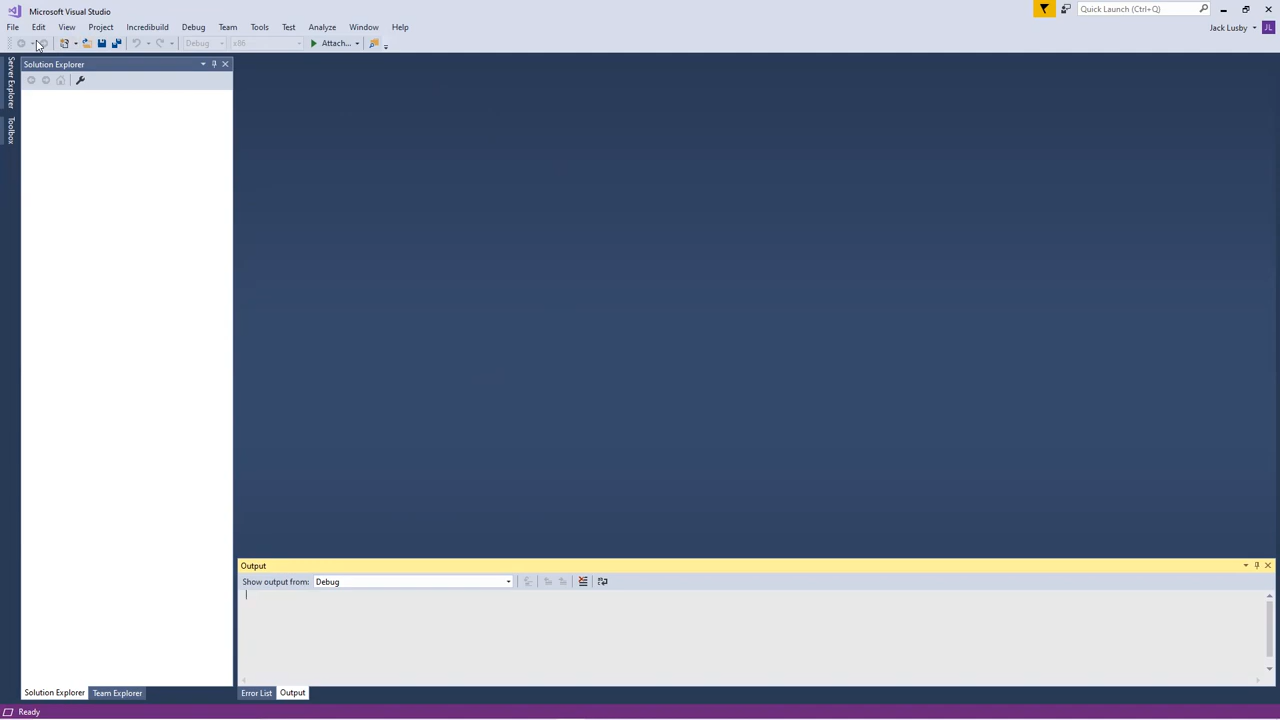 Microsoft Visual Studio
Quick Launch (Ctrl+Q)
File Edit View Project Incredibuild Debug Team Tools Test Analyze Window Help
Jack Lusby JL
Debug x86 Attach...
Server Explorer
Toolbox
Solution Explorer
Output
Show output from: Debug
Solution Explorer Team Explorer
Error List Output
Ready